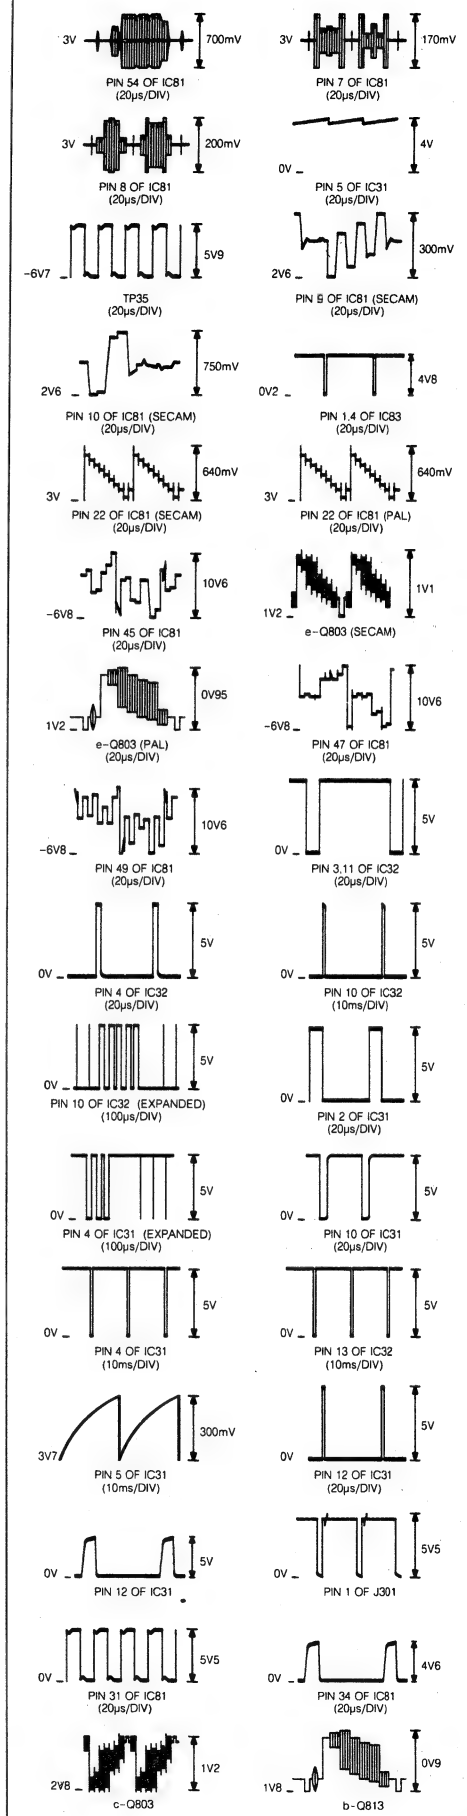 3V 700mV 3V 170mV
PIN 54 OF IC81 PIN 7 OF IC81
(20µs/DIV) (20µs/DIV)
3V 200mV 0V 4V
PIN 8 OF IC81 PIN 5 OF IC31
(20µs/DIV) (20µs/DIV)
-6V7 5V9 2V6 300mV
TP35 PIN 9 OF IC81 (SECAM)
(20µs/DIV) (20µs/DIV)
2V6 750mV 0V2 4V8
PIN 10 OF IC81 (SECAM) PIN 1.4 OF IC83
(20µs/DIV) (20µs/DIV)
3V 640mV 3V 640mV
PIN 22 OF IC81 (SECAM) PIN 22 OF IC81 (PAL)
(20µs/DIV) (20µs/DIV)
-6V8 10V6 1V2 1V1
PIN 45 OF IC81 e-Q803 (SECAM)
(20µs/DIV)
1V2 0V95 -6V8 10V6
e-Q803 (PAL) PIN 47 OF IC81
(20µs/DIV) (20µs/DIV)
-6V8 10V6 0V 5V
PIN 49 OF IC81 PIN 3,11 OF IC32
(20µs/DIV) (20µs/DIV)
0V 5V 0V 5V
PIN 4 OF IC32 PIN 10 OF IC32
(20µs/DIV) (10ms/DIV)
0V 5V 0V 5V
PIN 10 OF IC32 (EXPANDED) PIN 2 OF IC31
(100µs/DIV) (20µs/DIV)
0V 5V 0V 5V
PIN 4 OF IC31 (EXPANDED) PIN 10 OF IC31
(100µs/DIV) (20µs/DIV)
0V 5V 0V 5V
PIN 4 OF IC31 PIN 13 OF IC32
(10ms/DIV) (10ms/DIV)
3V7 300mV 0V 5V
PIN 5 OF IC31 PIN 12 OF IC31
(10ms/DIV) (20µs/DIV)
0V 5V 0V 5V5
PIN 12 OF IC31 PIN 1 OF J301
0V 5V5 0V 4V6
PIN 31 OF IC81 PIN 34 OF IC81
(20µs/DIV) (20µs/DIV)
2V8 1V2 1V8 0V9
c-Q803 b-Q813